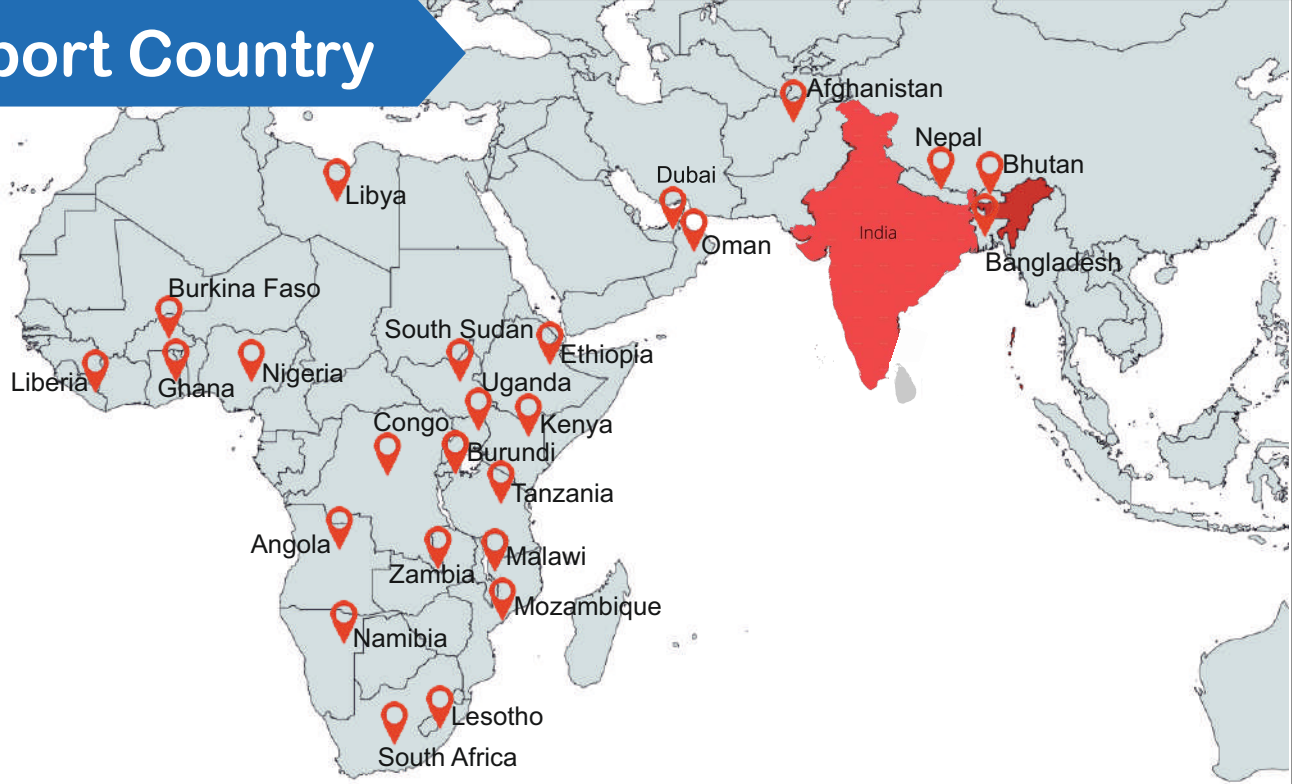 port Country
Afghanistan
Nepal
Bhutan
Dubai
Libya
India
Oman
Bangladesh
Burkina Faso
South Sudan
Ethiopia
Liberia
Ghana
Nigeria
Uganda
Congo
Kenya
Burundi
Tanzania
Angola
Zambia
Malawi
Mozambique
Namibia
Lesotho
South Africa